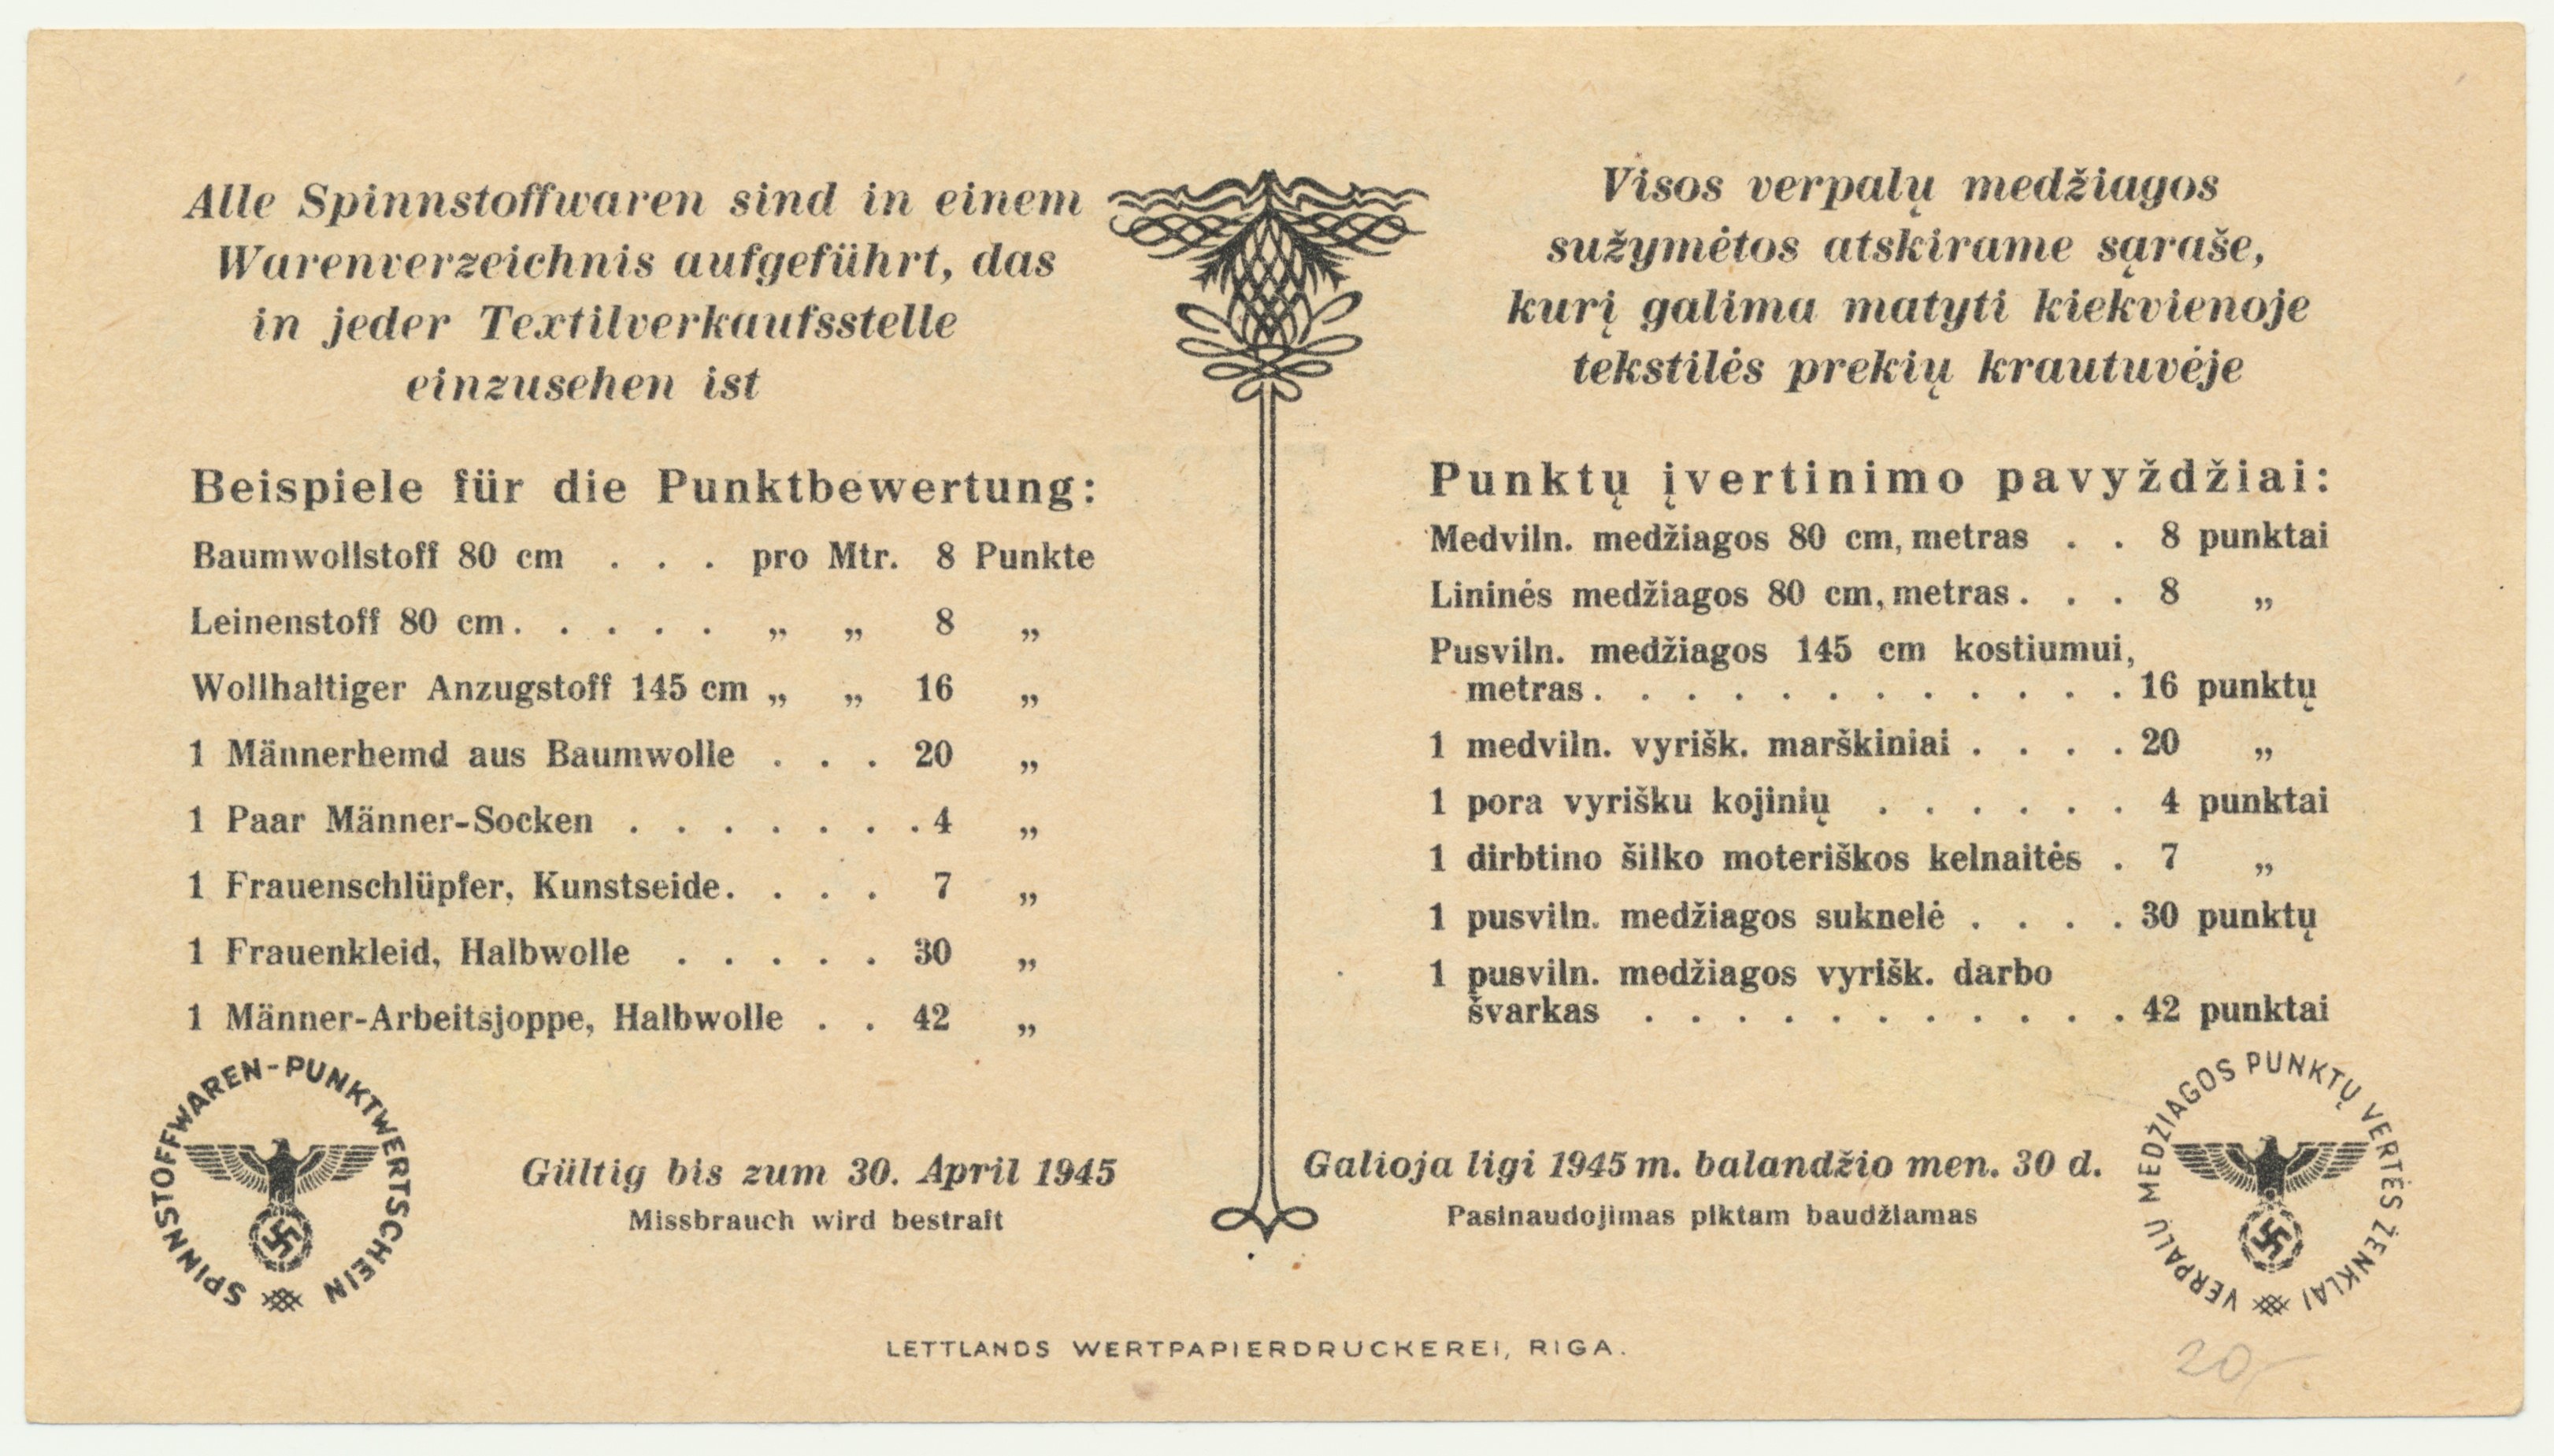 Alle Spinnstoffwaren sind in einem
Warenverzeichnis aufgeführt, das
in jeder Textilverkaufsstelle
einzusehen ist
Beispiele für die Punktbewertung:
Baumwollstoff 80 cm . . . pro Mtr. 8 Punkte
Leinenstoff 80 cm. . . . . . „ „ 8 „
Wollhaltiger Anzugstoff 145 cm „ „ 16 „
1 Männerhemd aus Baumwolle . . . 20 „
1 Paar Männer-Socken . . . . . . . 4 „
1 Frauenschlüpfer, Kunstseide. . . . 7 „
1 Frauenkleid, Halbwolle . . . . . 30 „
1 Männer-Arbeitsjoppe, Halbwolle . . 42 „
SPINNSTOFFWAREN-PUNKTWERTSCHEIN
Gültig bis zum 30. April 1945
Missbrauch wird bestraft
Visos verpalų medžiagos
sužymėtos atskirame sąraše,
kurį galima matyti kiekvienoje
tekstilės prekių krautuvėje
Punktų įvertinimo pavyždžiai:
Medviln. medžiagos 80 cm, metras . . 8 punktai
Lininės medžiagos 80 cm, metras. . . 8 „
Pusviln. medžiagos 145 cm kostiumui,
metras. . . . . . . . . . . . 16 punktų
1 medviln. vyrišk. marškiniai . . . . 20 „
1 pora vyrišku kojinių . . . . . . 4 punktai
1 dirbtino šilko moteriškos kelnaitės . 7 „
1 pusviln. medžiagos suknelė . . . . 30 punktų
1 pusviln. medžiagos vyrišk. darbo
švarkas . . . . . . . . . . . 42 punktai
Galioja ligi 1945 m. balandžio men. 30 d.
Pasinaudojimas piktam baudžiamas
VERPALŲ MEDŽIAGOS PUNKTŲ VERTĖS ŽENKLAI
LETTLANDS WERTPAPIERDRUCKEREI, RIGA.
20,-